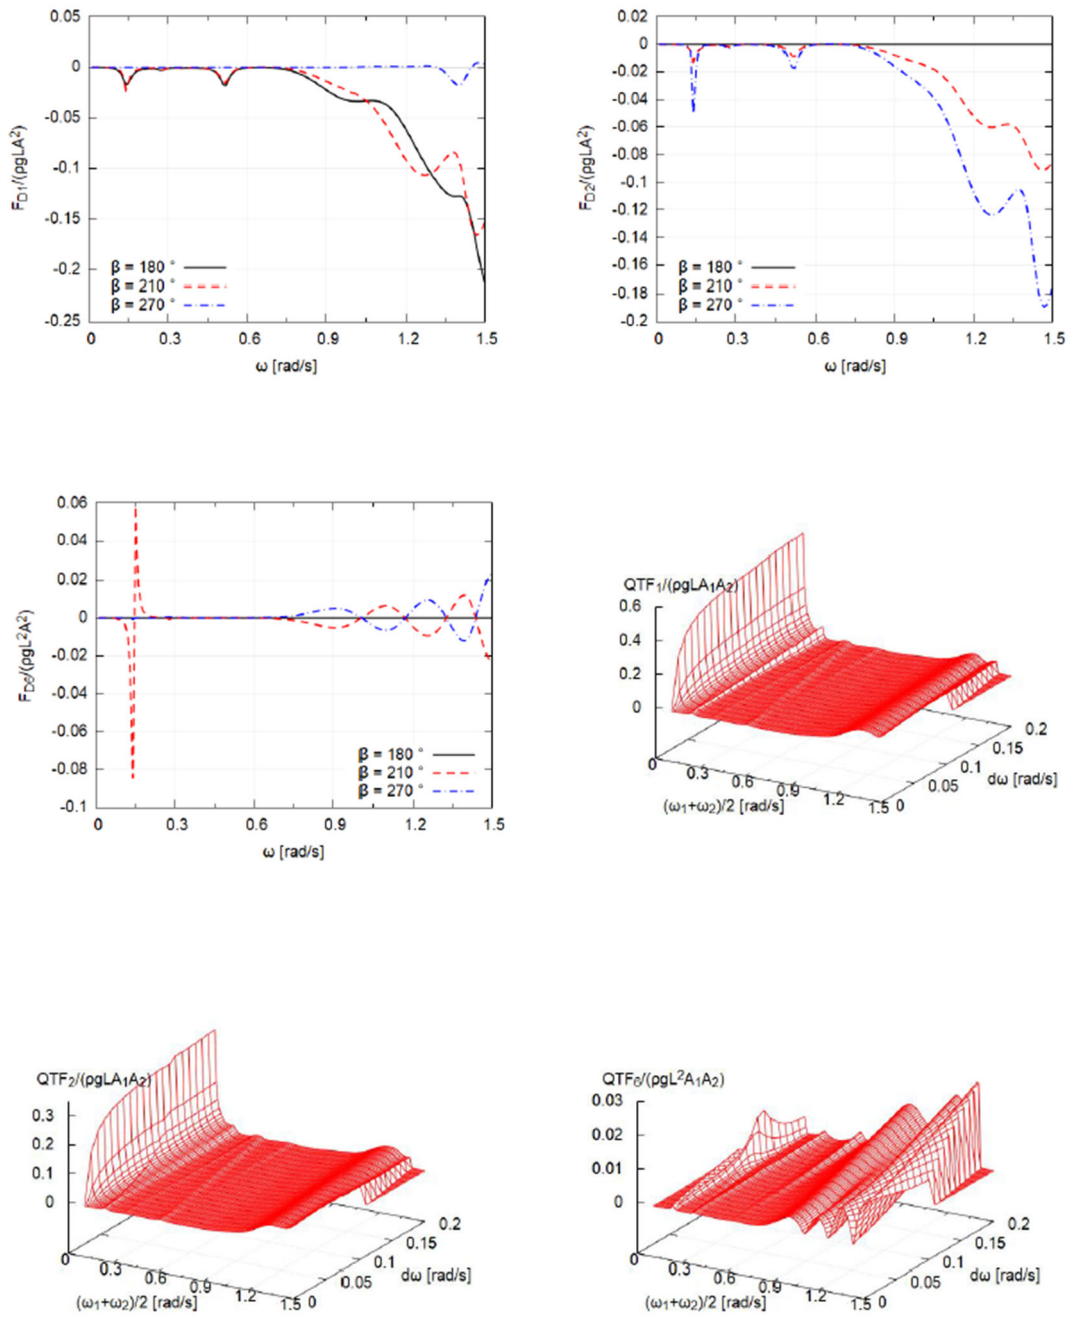 0.05
0
-0.05
-0.1
-0.15
-0.2
-0.25
F_D1/(ρgLA²)
β = 180 °
β = 210 °
β = 270 °
0 0.3 0.6 0.9 1.2 1.5
ω [rad/s]
0.02
0
-0.02
-0.04
-0.06
-0.08
-0.1
-0.12
-0.14
-0.16
-0.18
-0.2
F_D2/(ρgLA²)
β = 180 °
β = 210 °
β = 270 °
0 0.3 0.6 0.9 1.2 1.5
ω [rad/s]
0.06
0.04
0.02
0
-0.02
-0.04
-0.06
-0.08
-0.1
F_D6/(ρgL²A²)
β = 180 °
β = 210 °
β = 270 °
0 0.3 0.6 0.9 1.2 1.5
ω [rad/s]
QTF₁/(ρgLA₁A₂)
0.6
0.4
0.2
0
0 0.3 0.6 0.9 1.2 1.5
(ω₁+ω₂)/2 [rad/s]
0 0.05 0.1 0.15 0.2
dω [rad/s]
QTF₂/(ρgLA₁A₂)
0.3
0.2
0.1
0
0 0.3 0.6 0.9 1.2 1.5
(ω₁+ω₂)/2 [rad/s]
0 0.05 0.1 0.15 0.2
dω [rad/s]
QTF₆/(ρgL²A₁A₂)
0.03
0.02
0.01
0
0 0.3 0.6 0.9 1.2 1.5
(ω₁+ω₂)/2 [rad/s]
0 0.05 0.1 0.15 0.2
dω [rad/s]